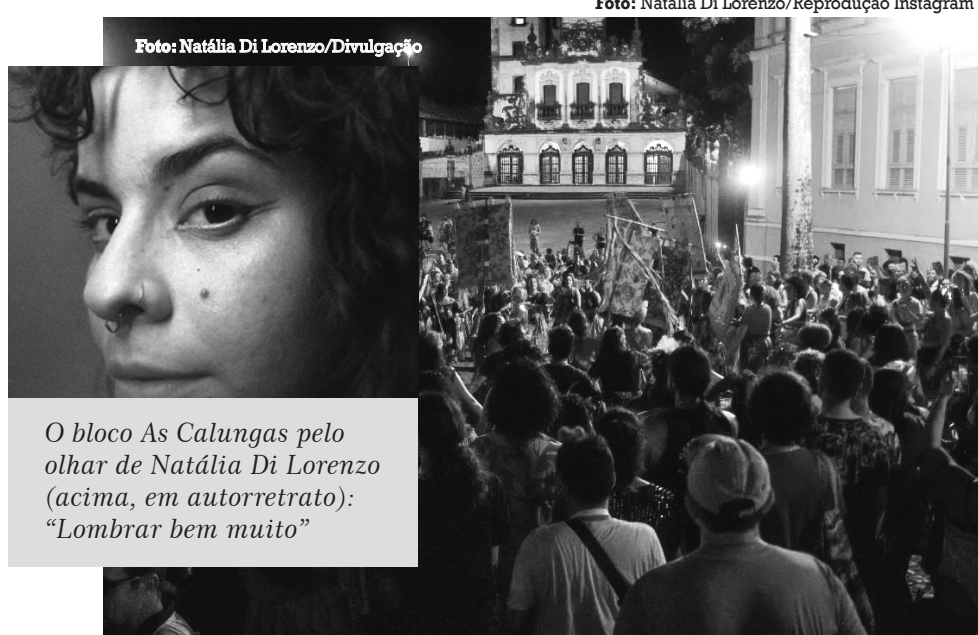 Foto: Natália Di Lorenzo/Reprodução Instagram
Foto: Natália Di Lorenzo/Divulgação
O bloco As Calungas pelo
olhar de Natália Di Lorenzo
(acima, em autorretrato):
“Lombrar bem muito”